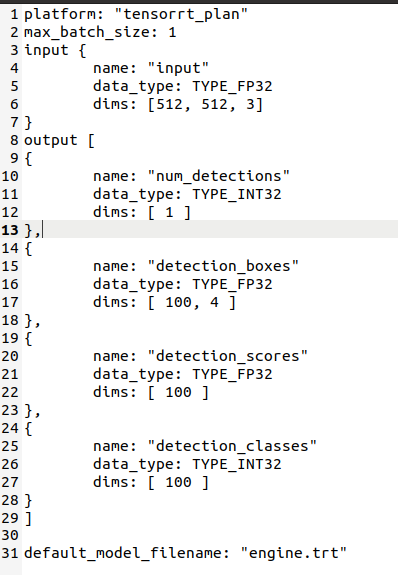 1 platform: "tensorrt_plan"
2 max_batch_size: 1
3 input {
4         name: "input"
5         data_type: TYPE_FP32
6         dims: [512, 512, 3]
7 }
8 output [
9 {
10         name: "num_detections"
11         data_type: TYPE_INT32
12         dims: [ 1 ]
13 },
14 {
15         name: "detection_boxes"
16         data_type: TYPE_FP32
17         dims: [ 100, 4 ]
18 },
19 {
20         name: "detection_scores"
21         data_type: TYPE_FP32
22         dims: [ 100 ]
23 },
24 {
25         name: "detection_classes"
26         data_type: TYPE_INT32
27         dims: [ 100 ]
28 }
29 ]
30
31 default_model_filename: "engine.trt"